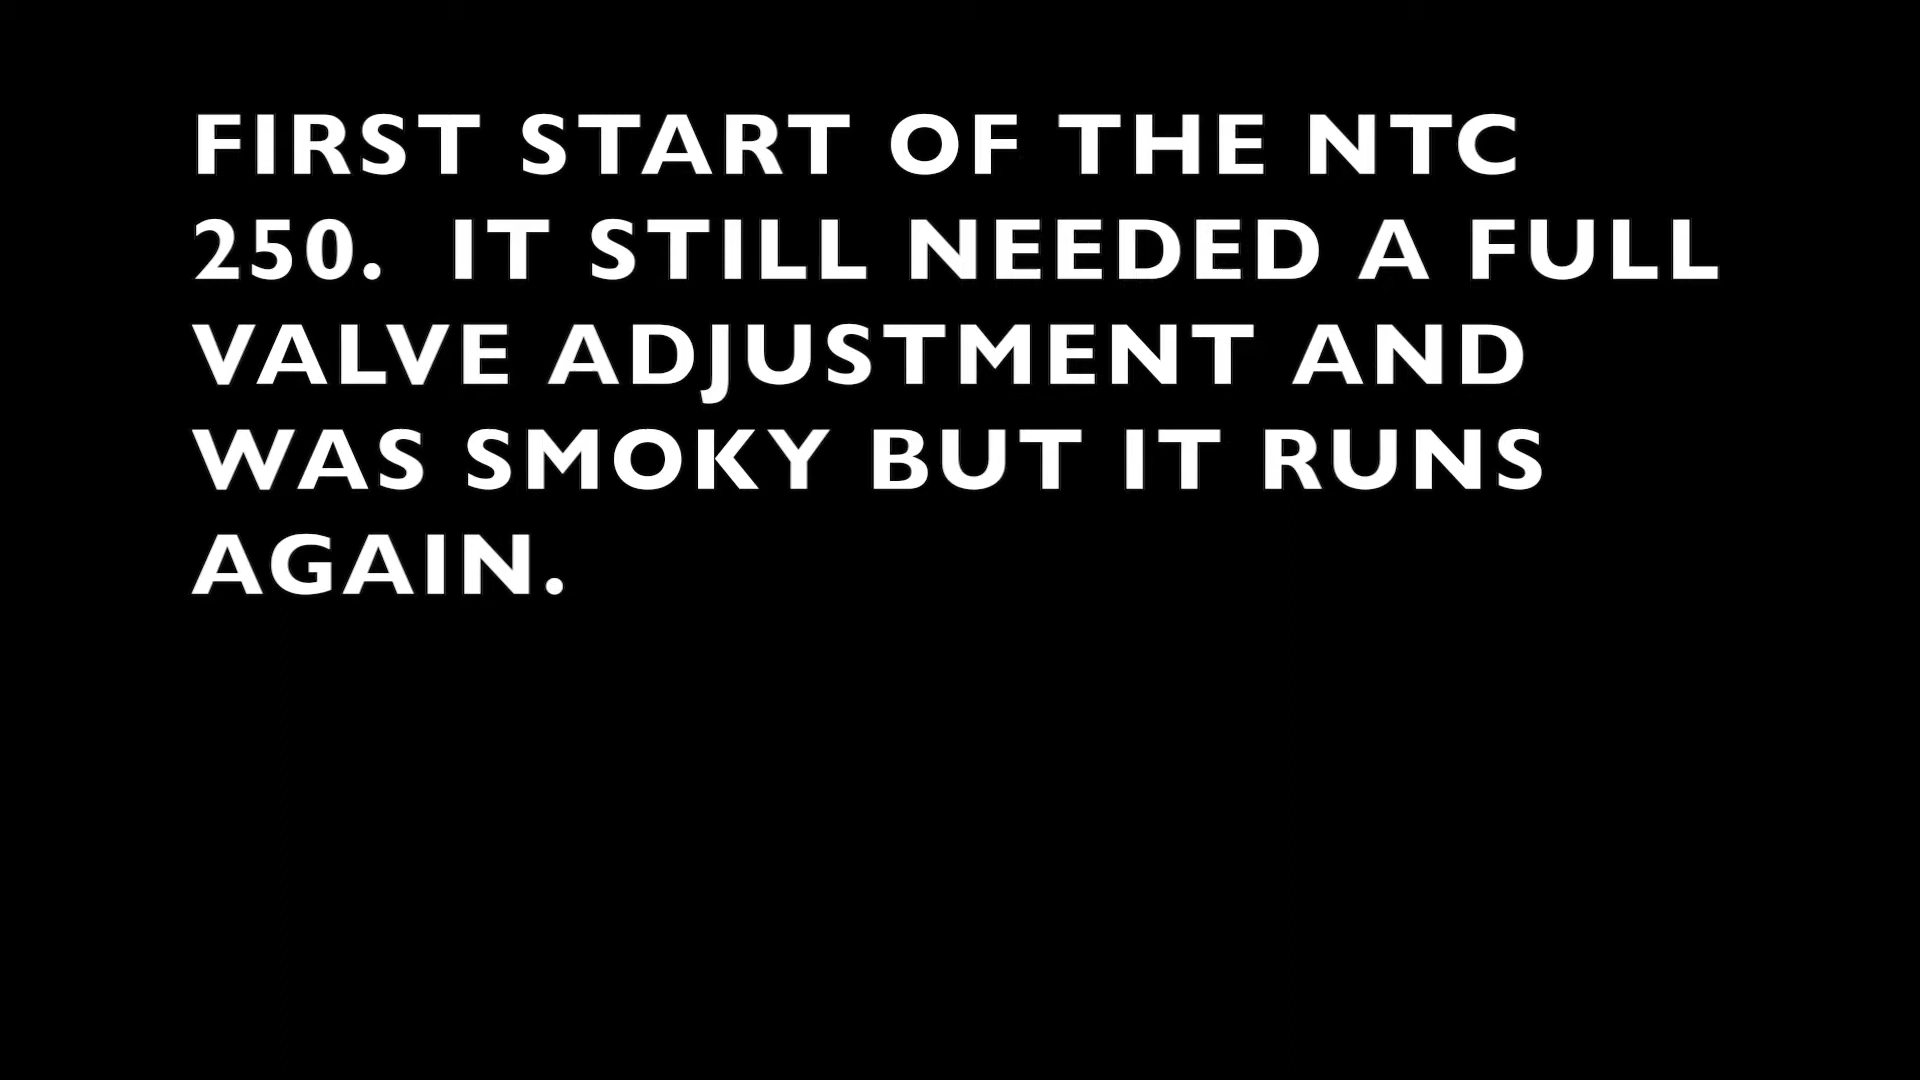 FIRST START OF THE NTC
250.  IT STILL NEEDED A FULL
VALVE ADJUSTMENT AND
WAS SMOKY BUT IT RUNS
AGAIN.